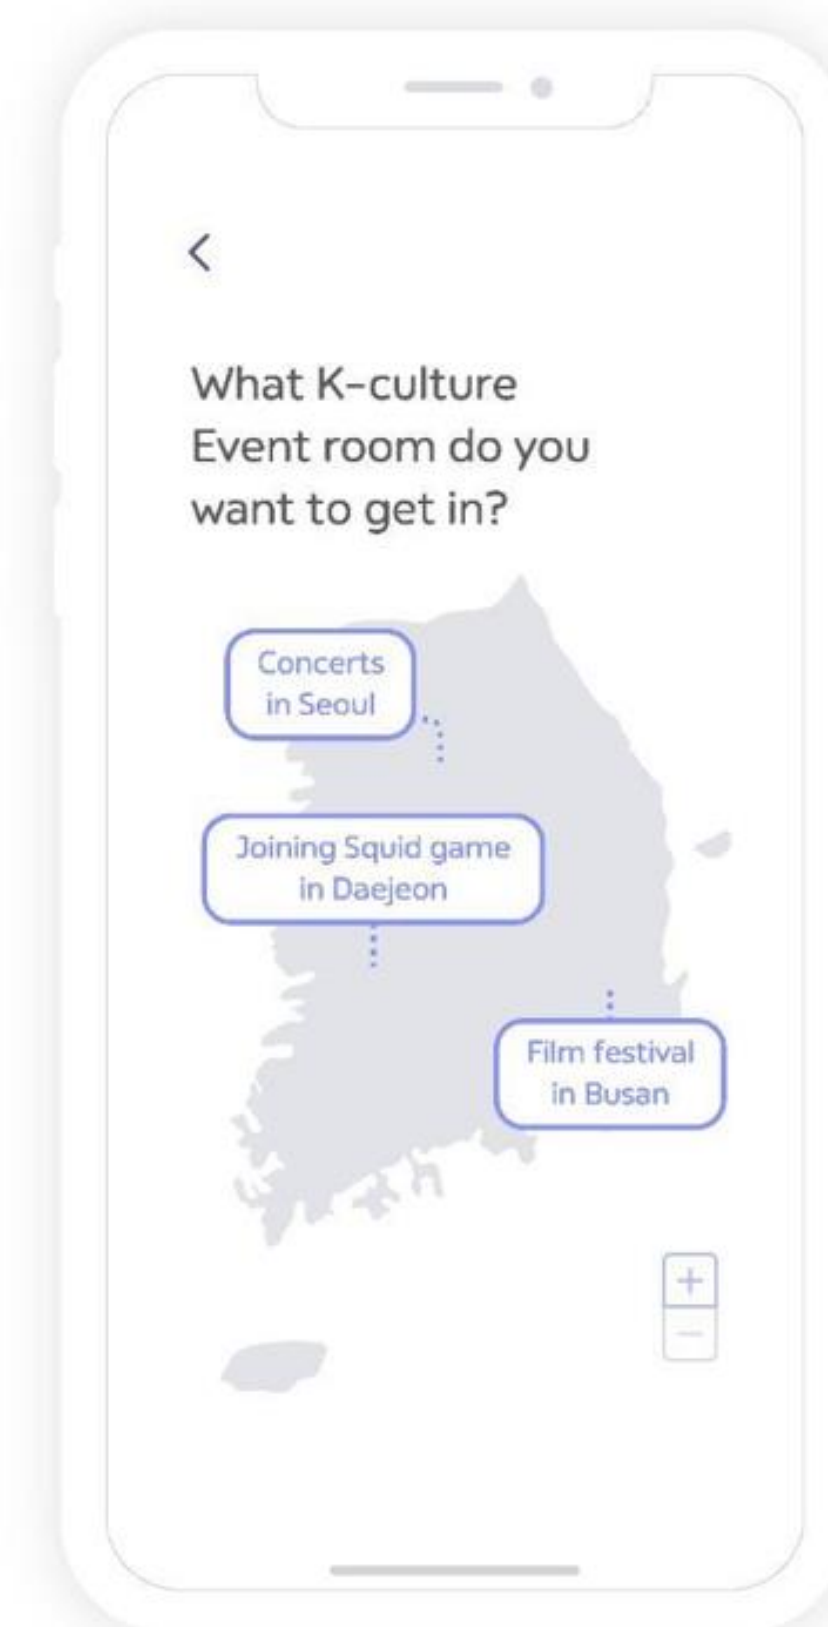 What K-culture
Event room do you
want to get in?
Concerts
in Seoul
Joining Squid game
in Daejeon
Film festival
in Busan
+
−